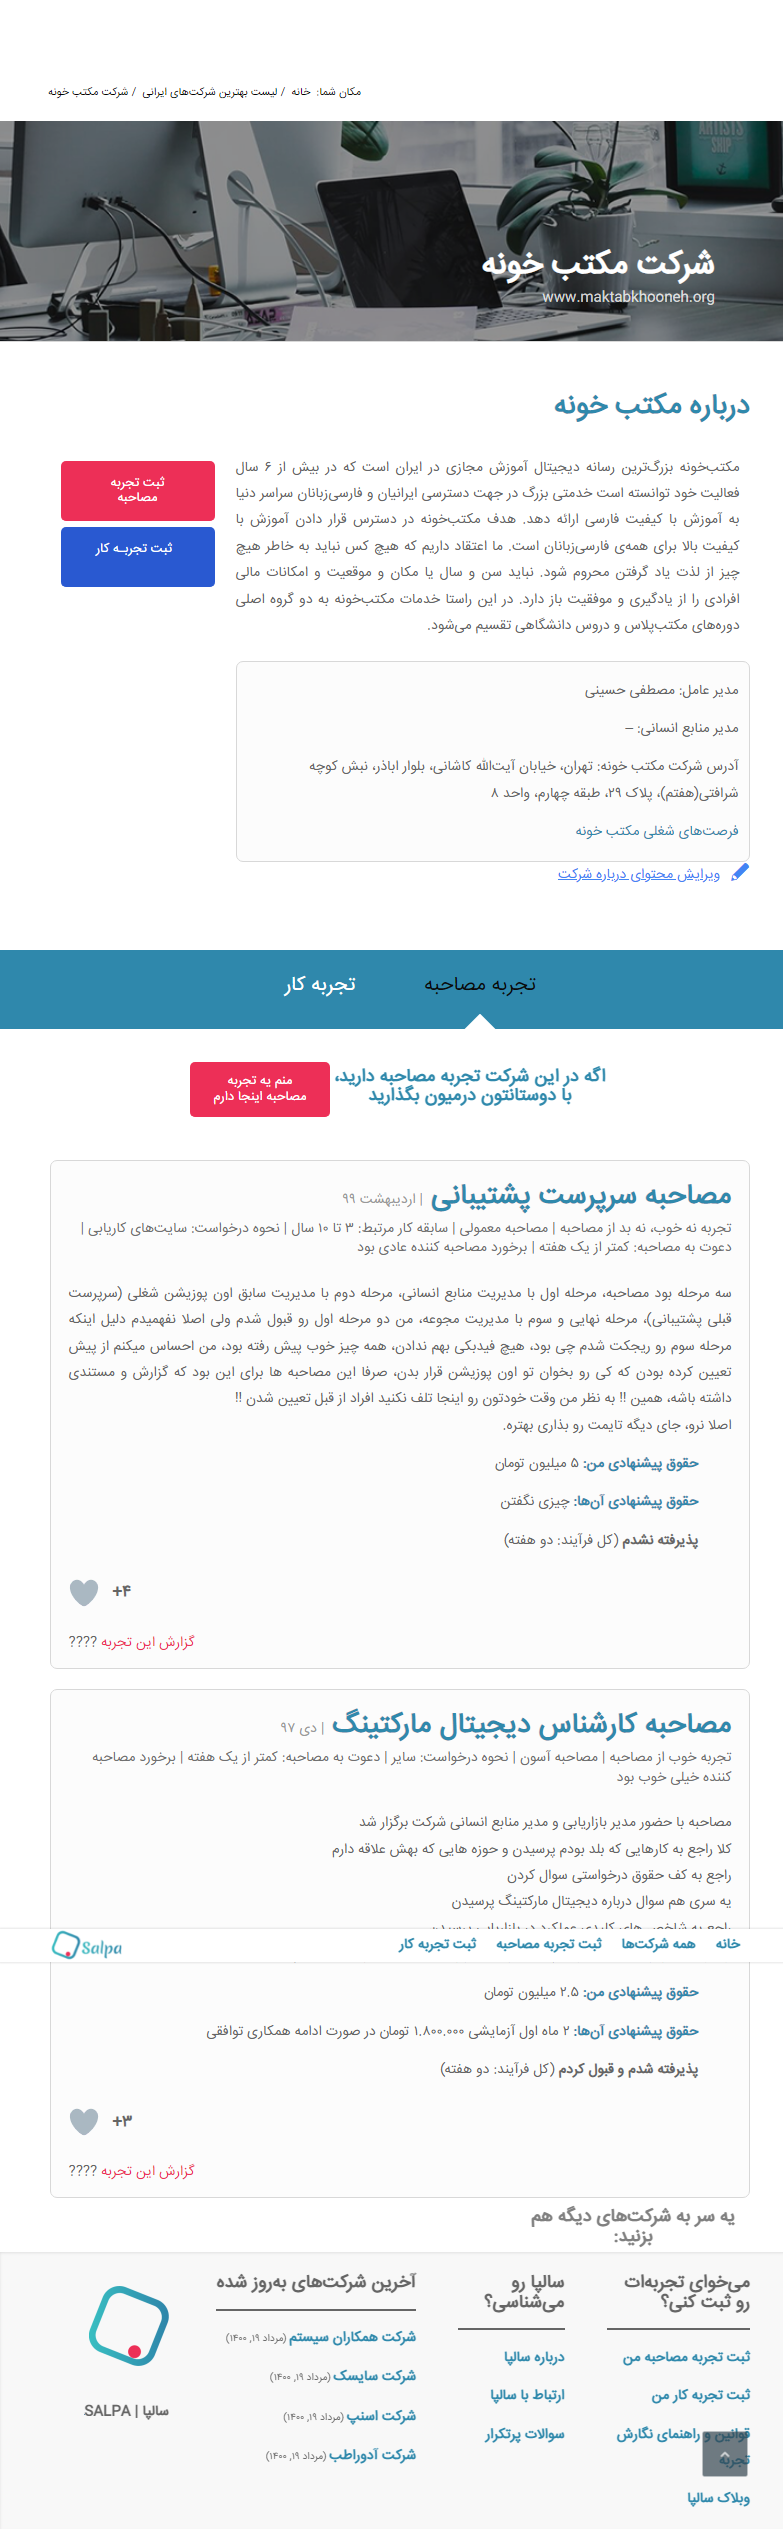 مکان شما: خانه / لیست بهترین شرکت‌های ایرانی / شرکت مکتب خونه
ARTISTS
SHIP
شرکت مکتب خونه
www.maktabkhooneh.org
درباره مکتب خونه
مکتب‌خونه بزرگ‌ترین رسانه دیجیتال آموزش مجازی در ایران است که در بیش از ۶ سال
فعالیت خود توانسته است خدمتی بزرگ در جهت دسترسی ایرانیان و فارسی‌زبانان سراسر دنیا
به آموزش با کیفیت فارسی ارائه دهد. هدف مکتب‌خونه در دسترس قرار دادن آموزش با
کیفیت بالا برای همه‌ی فارسی‌زبانان است. ما اعتقاد داریم که هیچ کس نباید به خاطر هیچ
چیز از لذت یاد گرفتن محروم شود. نباید سن و سال یا مکان و موقعیت و امکانات مالی
افرادی را از یادگیری و موفقیت باز دارد. در این راستا خدمات مکتب‌خونه به دو گروه اصلی
دوره‌های مکتب‌پلاس و دروس دانشگاهی تقسیم می‌شود.
ثبت تجربه
مصاحبه
ثبت تجربـه کار
مدیر عامل: مصطفی حسینی
مدیر منابع انسانی: –
آدرس شرکت مکتب خونه: تهران، خیابان آیت‌الله کاشانی، بلوار اباذر، نبش کوچه
شرافتی(هفتم)، پلاک ۲۹، طبقه چهارم، واحد ۸
فرصت‌های شغلی مکتب خونه
ویرایش محتوای درباره شرکت
تجربه مصاحبه
تجربه کار
اگه در این شرکت تجربه مصاحبه دارید،
با دوستانتون درمیون بگذارید
منم یه تجربه
مصاحبه اینجا دارم
مصاحبه سرپرست پشتیبانی | اردیبهشت ۹۹
تجربه نه خوب، نه بد از مصاحبه | مصاحبه معمولی | سابقه کار مرتبط: ۳ تا ۱۰ سال | نحوه درخواست: سایت‌های کاریابی |
دعوت به مصاحبه: کمتر از یک هفته | برخورد مصاحبه کننده عادی بود
سه مرحله بود مصاحبه، مرحله اول با مدیریت منابع انسانی، مرحله دوم با مدیریت سابق اون پوزیشن شغلی (سرپرست
قبلی پشتیبانی)، مرحله نهایی و سوم با مدیریت مجوعه، من دو مرحله اول رو قبول شدم ولی اصلا نفهمیدم دلیل اینکه
مرحله سوم رو ریجکت شدم چی بود، هیچ فیدبکی بهم ندادن، همه چیز خوب پیش رفته بود، من احساس میکنم از پیش
تعیین کرده بودن که کی رو بخوان تو اون پوزیشن قرار بدن، صرفا این مصاحبه ها برای این بود که گزارش و مستندی
داشته باشه، همین !! به نظر من وقت خودتون رو اینجا تلف نکنید افراد از قبل تعیین شدن !!
اصلا نرو، جای دیگه تایمت رو بذاری بهتره.
حقوق پیشنهادی من: ۵ میلیون تومان
حقوق پیشنهادی آن‌ها: چیزی نگفتن
پذیرفته نشدم (کل فرآیند: دو هفته)
+۴
گزارش این تجربه ????
مصاحبه کارشناس دیجیتال مارکتینگ | دی ۹۷
تجربه خوب از مصاحبه | مصاحبه آسون | نحوه درخواست: سایر | دعوت به مصاحبه: کمتر از یک هفته | برخورد مصاحبه
کننده خیلی خوب بود
مصاحبه با حضور مدیر بازاریابی و مدیر منابع انسانی شرکت برگزار شد
کلا راجع به کارهایی که بلد بودم پرسیدن و حوزه هایی که بهش علاقه دارم
راجع به کف حقوق درخواستی سوال کردن
یه سری هم سوال درباره دیجیتال مارکتینگ پرسیدن
راجع به شاخص های کلیدی عملکرد در بازاریابی پرسیدن
خانه
همه شرکت‌ها
ثبت تجربه مصاحبه
ثبت تجربه کار
Salpa
حقوق پیشنهادی من: ۲.۵ میلیون تومان
حقوق پیشنهادی آن‌ها: ۲ ماه اول آزمایشی ۱.۸۰۰.۰۰۰ تومان در صورت ادامه همکاری توافقی
پذیرفته شدم و قبول کردم (کل فرآیند: دو هفته)
+۳
گزارش این تجربه ????
یه سر به شرکت‌های دیگه هم
بزنید:
می‌خوای تجربه‌ات
رو ثبت کنی؟
ثبت تجربه مصاحبه من
ثبت تجربه کار من
قوانین و راهنمای نگارش
تجربه
وبلاگ سالپا
سالپا رو
می‌شناسی؟
درباره سالپا
ارتباط با سالپا
سوالات پرتکرار
آخرین شرکت‌های به‌روز شده
شرکت همکاران سیستم (مرداد ۱۹, ۱۴۰۰)
شرکت سایسک (مرداد ۱۹, ۱۴۰۰)
شرکت اسنپ (مرداد ۱۹, ۱۴۰۰)
شرکت آدوراطب (مرداد ۱۹, ۱۴۰۰)
سالپا | SALPA